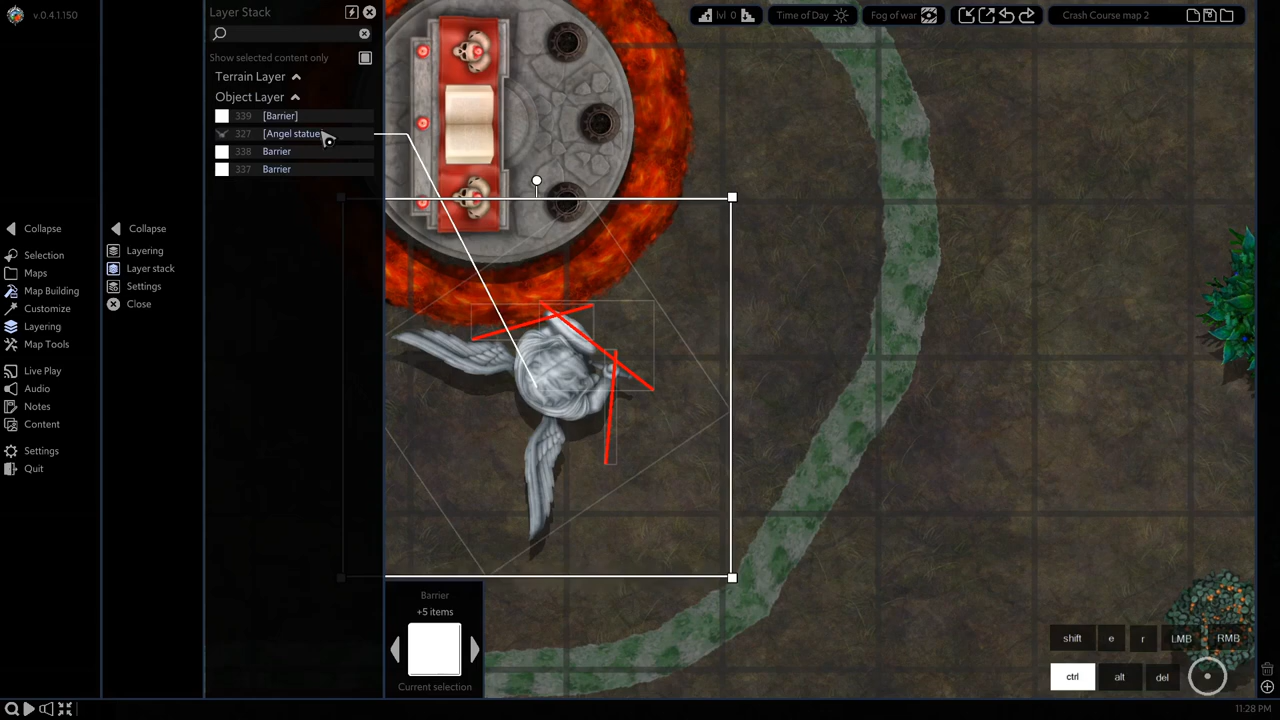 v.0.4.1.150
Layer Stack
Show selected content only
Terrain Layer
Object Layer
339 [Barrier]
327 [Angel statue
338 Barrier
337 Barrier
Collapse
Selection
Maps
Map Building
Customize
Layering
Map Tools
Live Play
Audio
Notes
Content
Settings
Quit
Collapse
Layering
Layer stack
Settings
Close
lvl 0
Time of Day
Fog of war
Crash Course map 2
Barrier
+5 items
Current selection
shift e r LMB RMB
ctrl alt del
11:28 PM